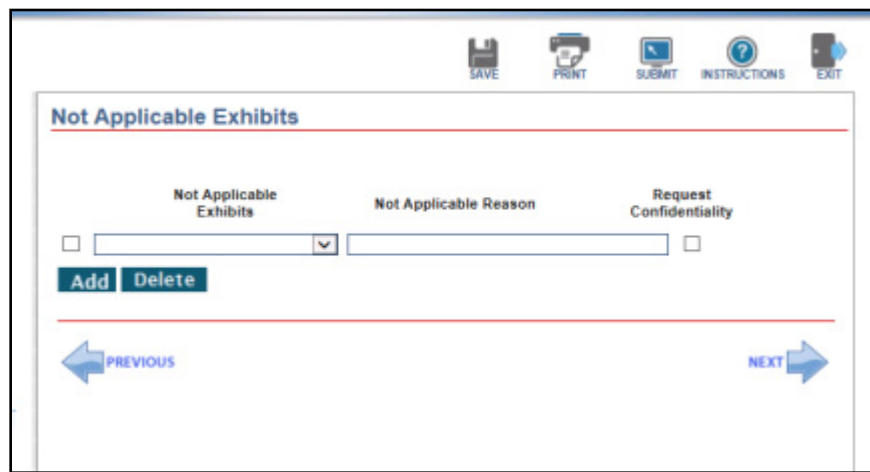 SAVE PRINT SUBMIT INSTRUCTIONS EXIT
Not Applicable Exhibits
Not Applicable
Exhibits
Not Applicable Reason
Request
Confidentiality
Add Delete
PREVIOUS NEXT